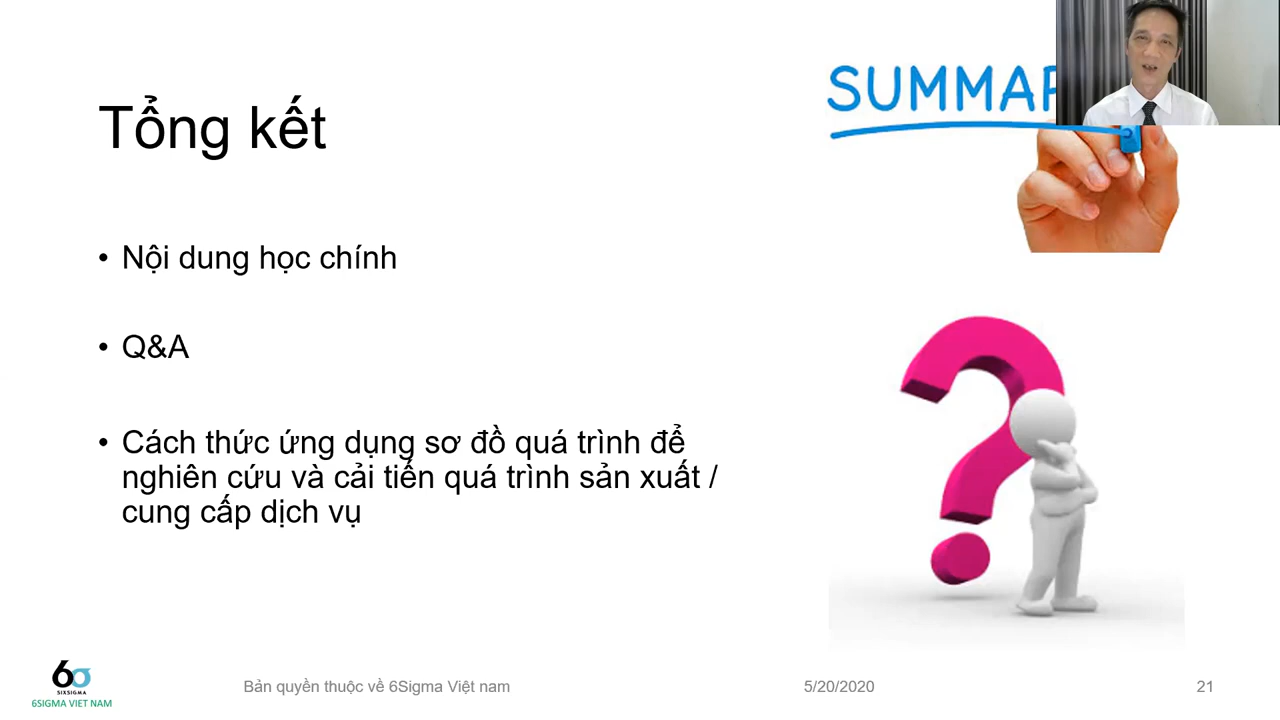 SUMMAR
Tổng kết
• Nội dung học chính
• Q&A
• Cách thức ứng dụng sơ đồ quá trình để
nghiên cứu và cải tiến quá trình sản xuất /
cung cấp dịch vụ
6σ
SIXSIGMA
6SIGMA VIET NAM
Bản quyền thuộc về 6Sigma Việt nam
5/20/2020
21